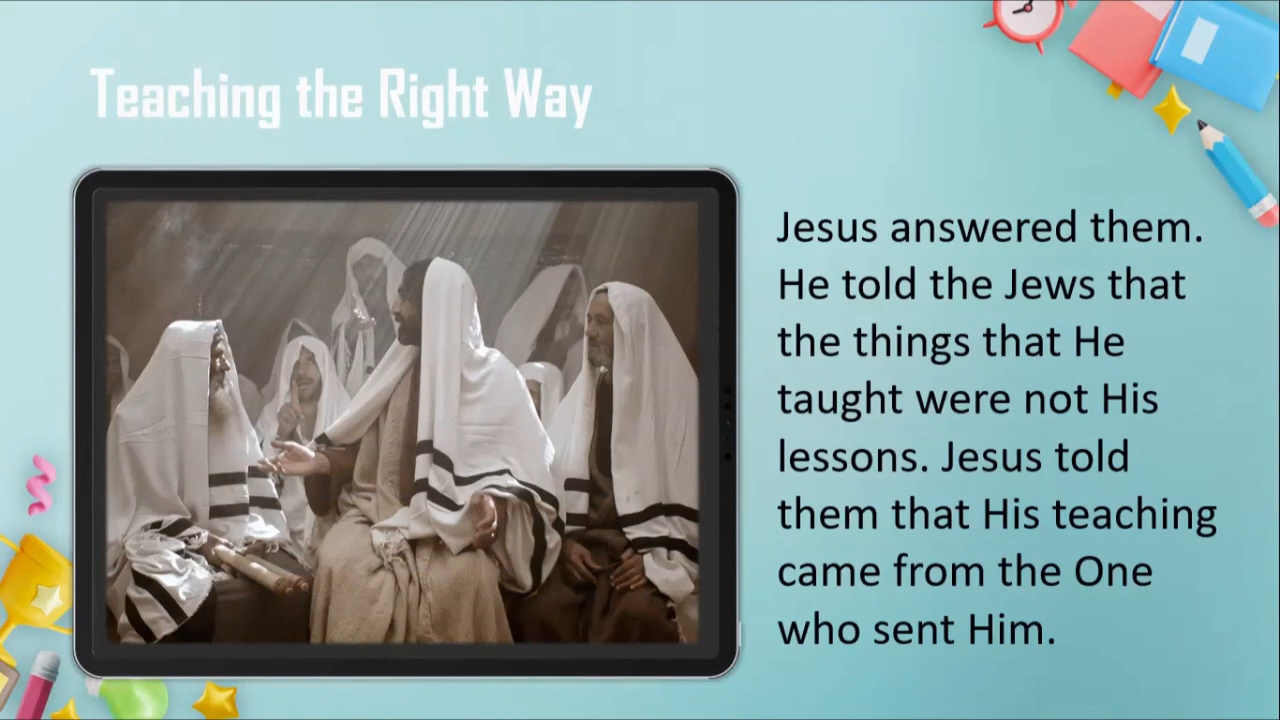 Teaching the Right Way
Jesus answered them.
He told the Jews that
the things that He
taught were not His
lessons. Jesus told
them that His teaching
came from the One
who sent Him.